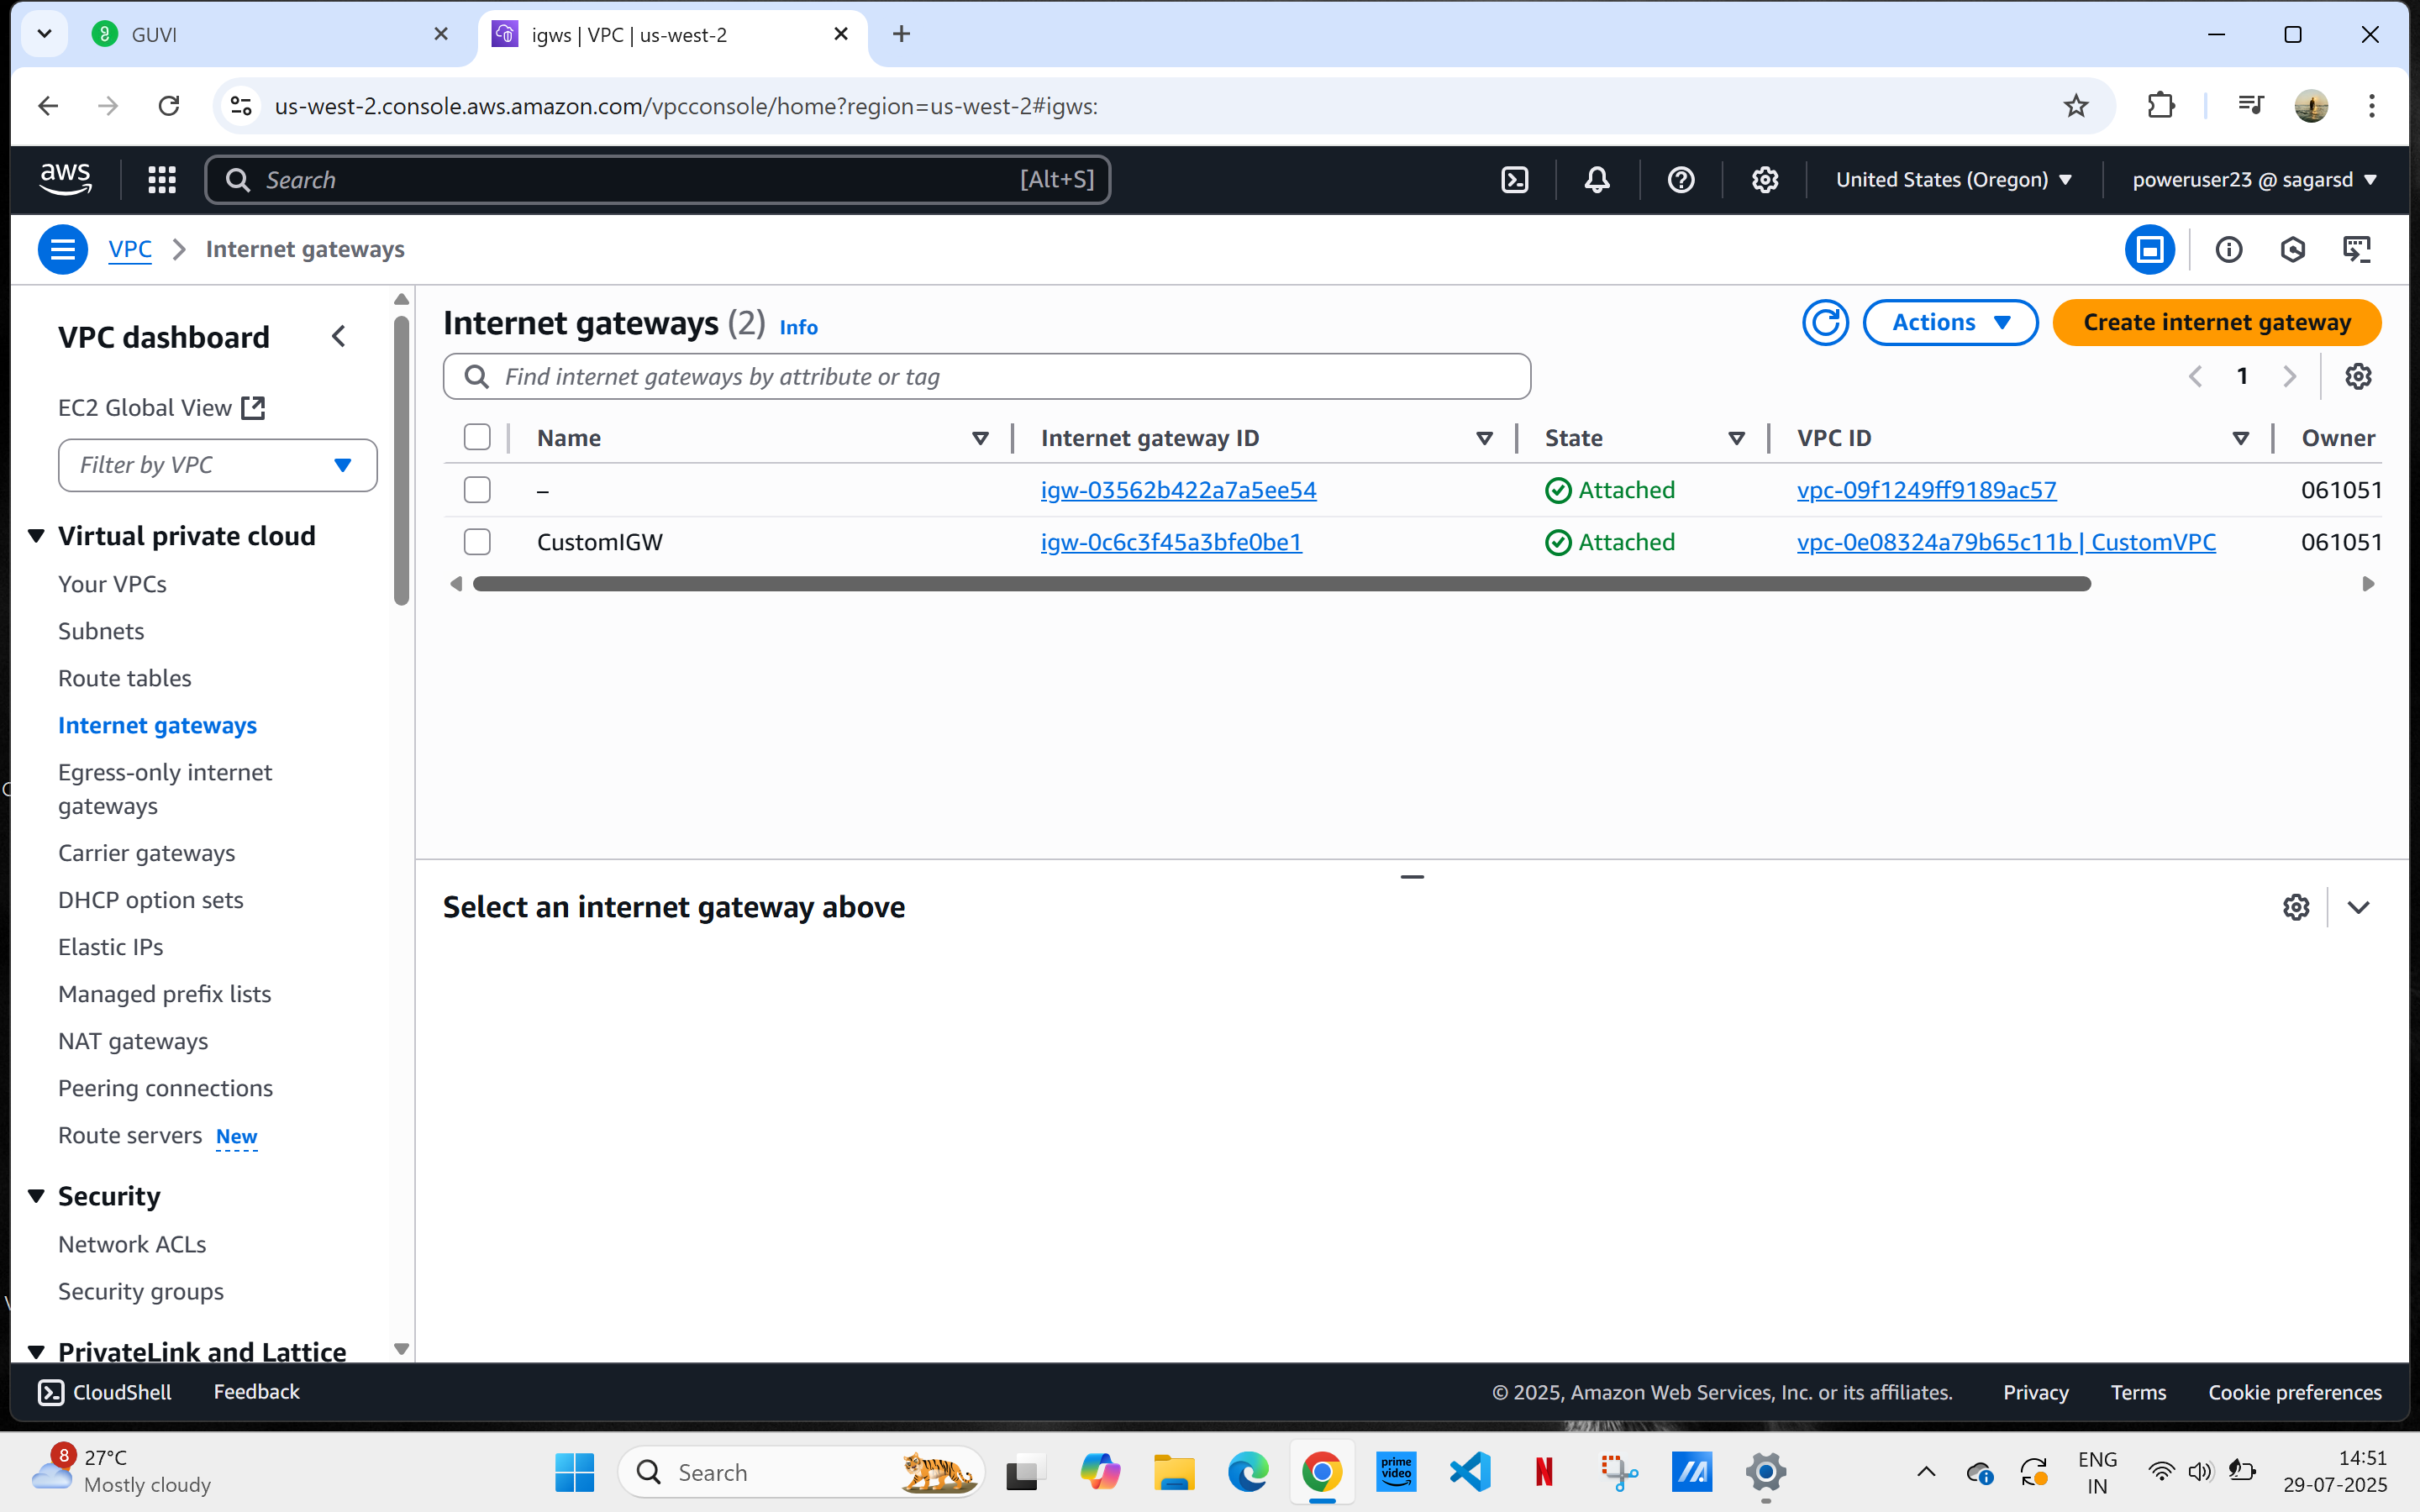 GUVI
igws | VPC | us-west-2
us-west-2.console.aws.amazon.com/vpcconsole/home?region=us-west-2#igws:
aws
Search
[Alt+S]
United States (Oregon)
poweruser23 @ sagarsd
VPC
Internet gateways
VPC dashboard
EC2 Global View
Filter by VPC
Virtual private cloud
Your VPCs
Subnets
Route tables
Internet gateways
Egress-only internet
gateways
Carrier gateways
DHCP option sets
Elastic IPs
Managed prefix lists
NAT gateways
Peering connections
Route servers New
Security
Network ACLs
Security groups
PrivateLink and Lattice
Internet gateways (2) Info
Actions
Create internet gateway
Find internet gateways by attribute or tag
1
Name Internet gateway ID State VPC ID Owner
– igw-03562b422a7a5ee54 Attached vpc-09f1249ff9189ac57 061051
CustomIGW igw-0c6c3f45a3bfe0be1 Attached vpc-0e08324a79b65c11b | CustomVPC 061051
Select an internet gateway above
CloudShell Feedback
© 2025, Amazon Web Services, Inc. or its affiliates. Privacy Terms Cookie preferences
8
27°C
Mostly cloudy
Search
prime
video
N
ENG
IN
14:51
29-07-2025